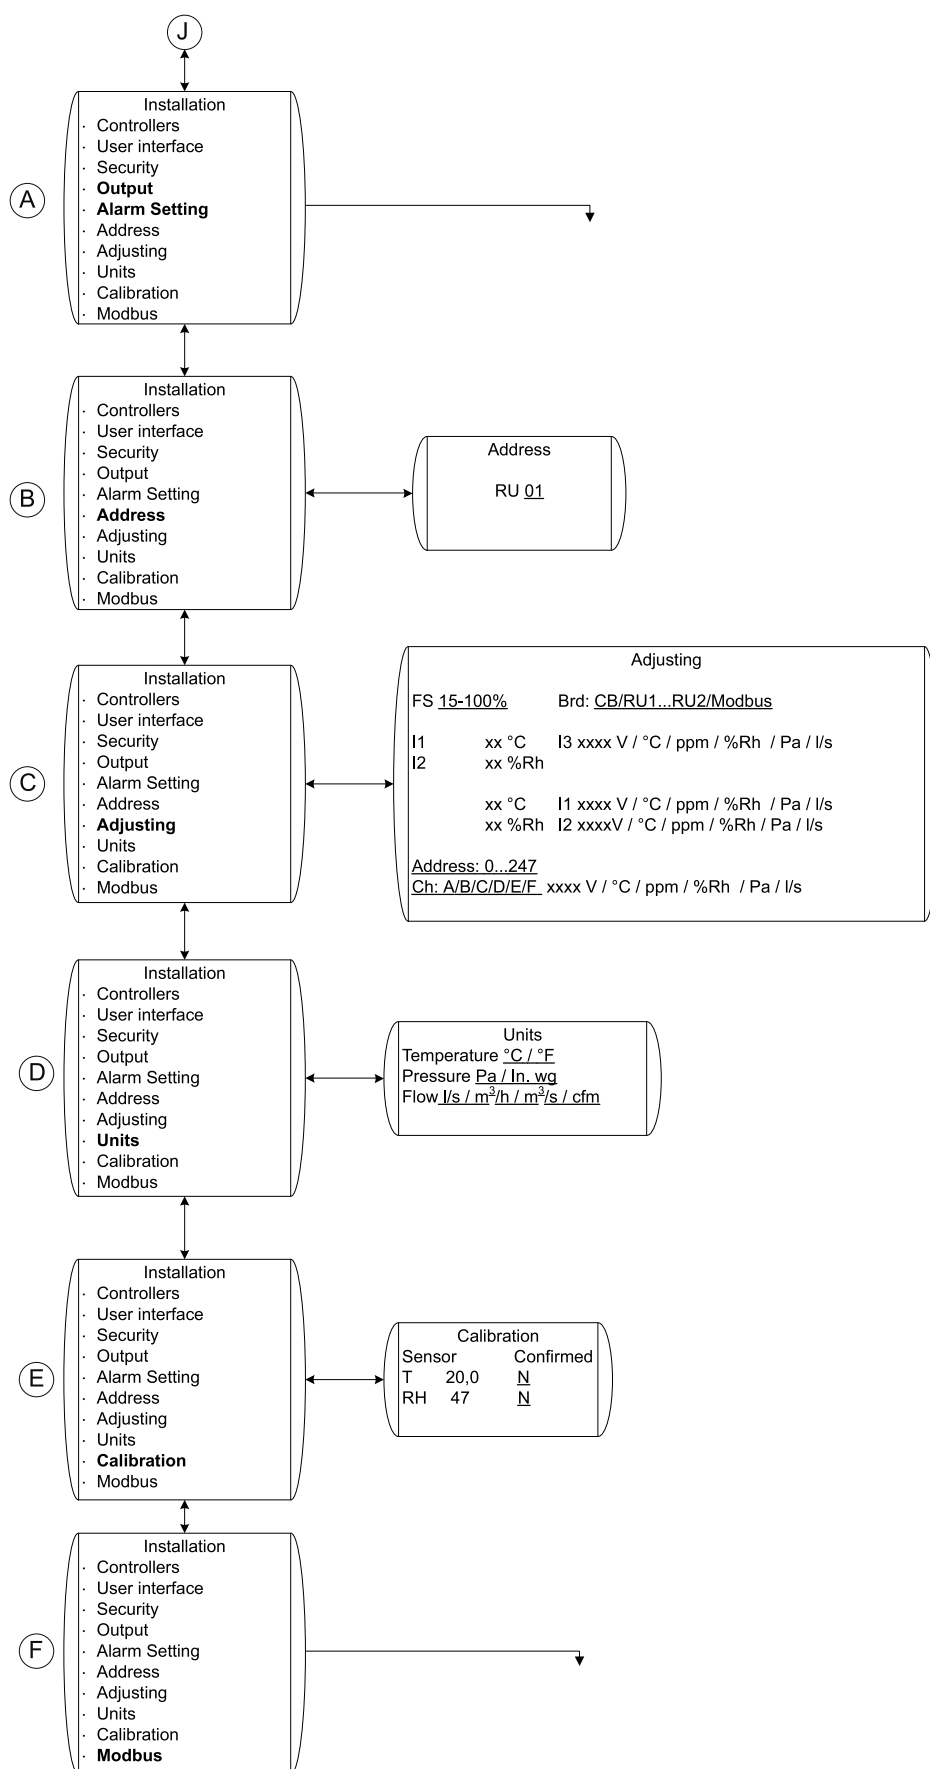 J
Installation
· Controllers
· User interface
· Security
· Output
· Alarm Setting
· Address
· Adjusting
· Units
· Calibration
· Modbus
A
Installation
· Controllers
· User interface
· Security
· Output
· Alarm Setting
· Address
· Adjusting
· Units
· Calibration
· Modbus
B
Address
RU 01
Installation
· Controllers
· User interface
· Security
· Output
· Alarm Setting
· Address
· Adjusting
· Units
· Calibration
· Modbus
C
Adjusting
FS 15-100% Brd: CB/RU1...RU2/Modbus
I1 xx °C I3 xxxx V / °C / ppm / %Rh / Pa / l/s
I2 xx %Rh
xx °C I1 xxxx V / °C / ppm / %Rh / Pa / l/s
xx %Rh I2 xxxxV / °C / ppm / %Rh / Pa / l/s
Address: 0...247
Ch: A/B/C/D/E/F xxxx V / °C / ppm / %Rh / Pa / l/s
Installation
· Controllers
· User interface
· Security
· Output
· Alarm Setting
· Address
· Adjusting
· Units
· Calibration
· Modbus
D
Units
Temperature °C / °F
Pressure Pa / In. wg
Flow l/s / m³/h / m³/s / cfm
Installation
· Controllers
· User interface
· Security
· Output
· Alarm Setting
· Address
· Adjusting
· Units
· Calibration
· Modbus
E
Calibration
Sensor Confirmed
T 20,0 N
RH 47 N
Installation
· Controllers
· User interface
· Security
· Output
· Alarm Setting
· Address
· Adjusting
· Units
· Calibration
· Modbus
F